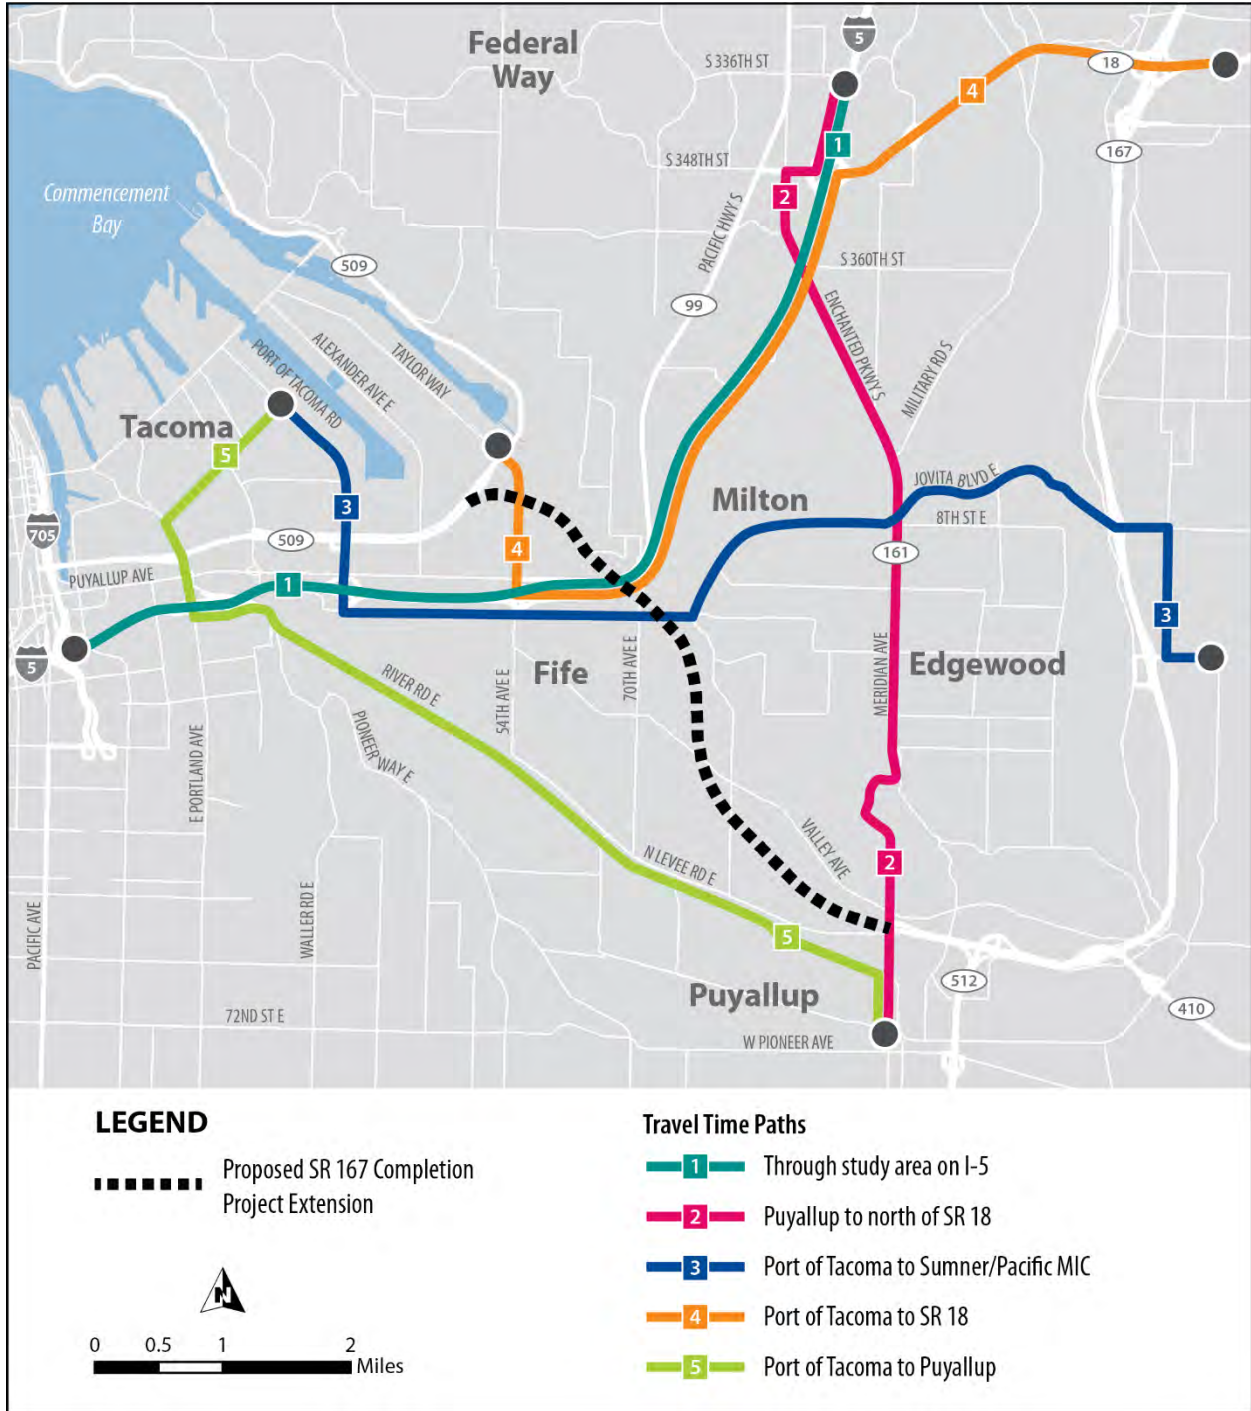 5
Federal
Way
S 336TH ST
18
4
1
167
S 348TH ST
2
Commencement
Bay
PACIFIC HWY S
509
S 360TH ST
99
ENCHANTED PKWY S
MILITARY RD S
PORT OF TACOMA RD
ALEXANDER AVE E
TAYLOR WAY
Tacoma
5
3
Milton
JOVITA BLVD E
8TH ST E
705
509
4
161
PUYALLUP AVE
1
3
5
Fife
Edgewood
RIVER RD E
54TH AVE E
70TH AVE E
MERIDIAN AVE
PIONEER WAY E
E PORTLAND AVE
VALLEY AVE
2
N LEVEE RD E
WALLER RD E
PACIFIC AVE
5
512
Puyallup
410
72ND ST E
W PIONEER AVE
LEGEND
Proposed SR 167 Completion
Project Extension
N
0 0.5 1 2
Miles
Travel Time Paths
1 Through study area on I-5
2 Puyallup to north of SR 18
3 Port of Tacoma to Sumner/Pacific MIC
4 Port of Tacoma to SR 18
5 Port of Tacoma to Puyallup